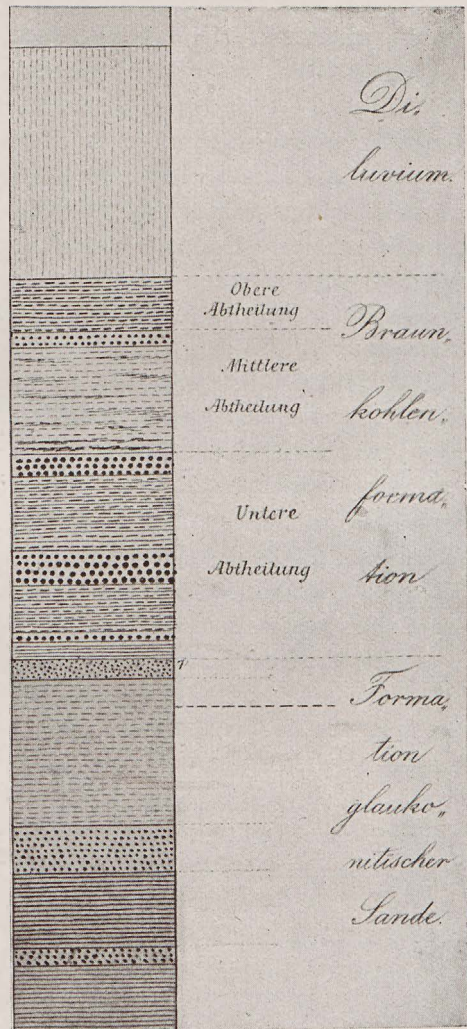 Di„
luvium.
Obere
Abtheilung
Braun„
Mittlere
Abtheilung
kohlen„
forma„
Untere
Abtheilung
tion
Forma„
tion
glauko„
nitischer
Sande.